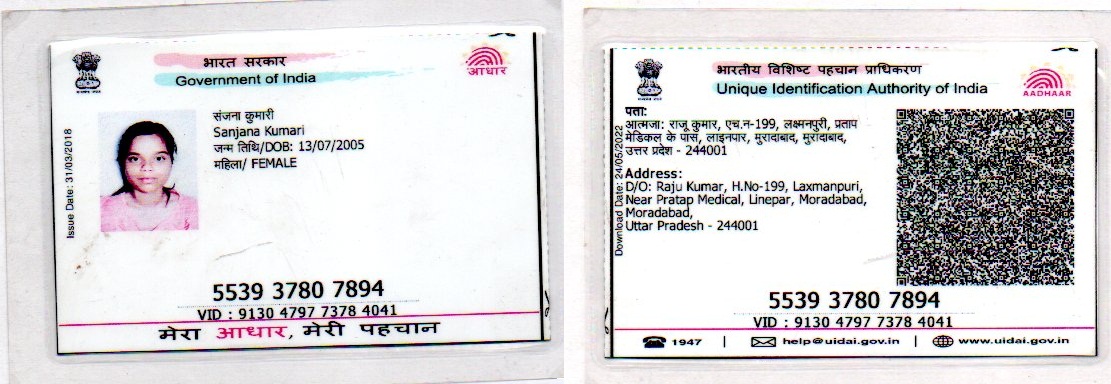 भारत सरकार
Government of India
आधार
संजना कुमारी
Sanjana Kumari
जन्म तिथि/DOB: 13/07/2005
महिला/ FEMALE
Issue Date: 31/03/2018
5539 3780 7894
VID : 9130 4797 7378 4041
मेरा आधार, मेरी पहचान
भारतीय विशिष्ट पहचान प्राधिकरण
Unique Identification Authority of India
AADHAAR
पता:
आत्मजा: राजू कुमार, एच.न-199, लक्ष्मनपुरी, प्रताप
मेडिकल के पास, लाइनपार, मुरादाबाद, मुरादाबाद,
उत्तर प्रदेश - 244001
Address:
D/O: Raju Kumar, H.No-199, Laxmanpuri,
Near Pratap Medical, Linepar, Moradabad,
Moradabad,
Uttar Pradesh - 244001
Download Date: 24/05/2022
5539 3780 7894
VID : 9130 4797 7378 4041
1947 | help@uidai.gov.in | www.uidai.gov.in